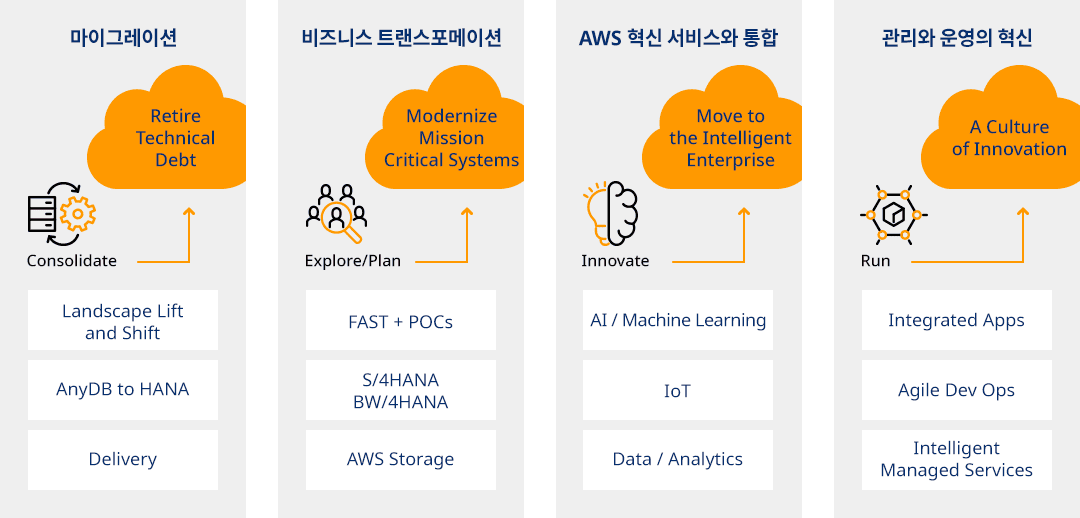 마이그레이션
Retire
Technical
Debt
Consolidate
Landscape Lift
and Shift
AnyDB to HANA
Delivery
비즈니스 트랜스포메이션
Modernize
Mission
Critical Systems
Explore/Plan
FAST + POCs
S/4HANA
BW/4HANA
AWS Storage
AWS 혁신 서비스와 통합
Move to
the Intelligent
Enterprise
Innovate
AI / Machine Learning
IoT
Data / Analytics
관리와 운영의 혁신
A Culture
of Innovation
Run
Integrated Apps
Agile Dev Ops
Intelligent
Managed Services